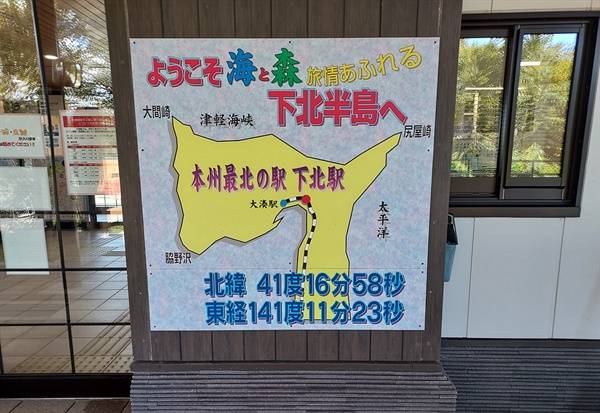 ようこそ 海と森 旅情あふれる
下北半島へ
大間崎
津軽海峡
尻屋崎
本州最北の駅 下北駅
大湊駅
太平洋
脇野沢
北緯 41度16分58秒
東経141度11分23秒